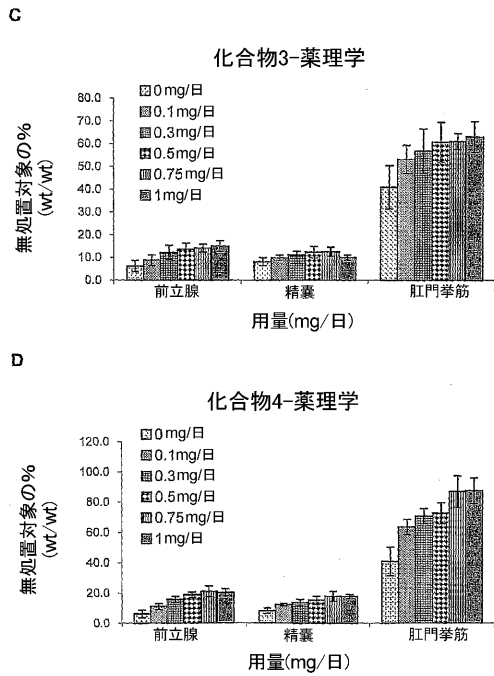 C
化合物3-薬理学
無処置対象の%
(wt/wt)
80.0
70.0
60.0
50.0
40.0
30.0
20.0
10.0
0.0
0mg/日
0.1mg/日
0.3mg/日
0.5mg/日
0.75mg/日
1mg/日
前立腺 精嚢 肛門挙筋
用量(mg/日)
D
化合物4-薬理学
無処置対象の%
(wt/wt)
120.0
100.0
80.0
60.0
40.0
20.0
0.0
0mg/日
0.1mg/日
0.3mg/日
0.5mg/日
0.75mg/日
1mg/日
前立腺 精嚢 肛門挙筋
用量(mg/日)